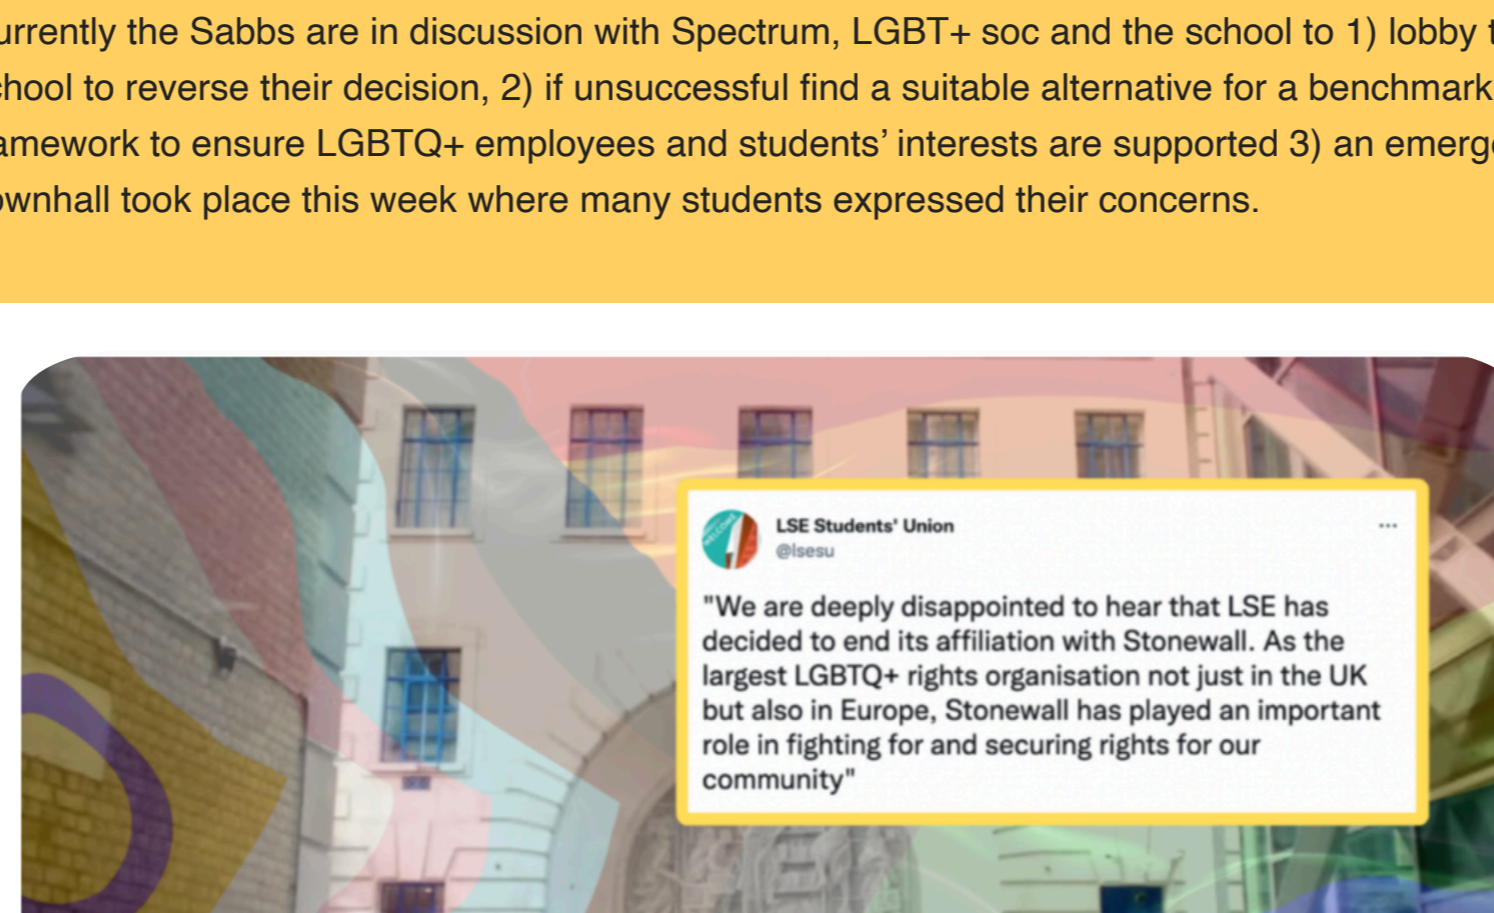 urrently the Sabbs are in discussion with Spectrum, LGBT+ soc and the school to 1) lobby t
hool to reverse their decision, 2) if unsuccessful find a suitable alternative for a benchmark
amework to ensure LGBTQ+ employees and students’ interests are supported 3) an emerg
ownhall took place this week where many students expressed their concerns.
WELCOME
LSE Students' Union
@lsesu
"We are deeply disappointed to hear that LSE has
decided to end its affiliation with Stonewall. As the
largest LGBTQ+ rights organisation not just in the UK
but also in Europe, Stonewall has played an important
role in fighting for and securing rights for our
community"